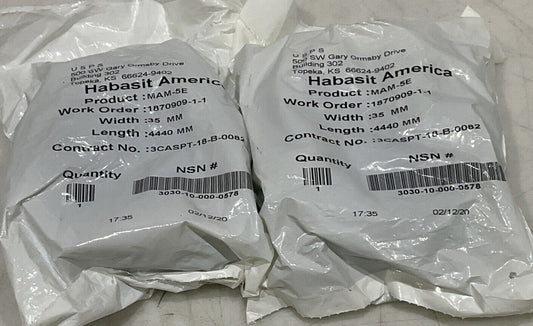 U S P S
500 SW Gary Ormsby Drive
Building 302
Topeka, KS 66624-9402
Habasit America
Product : MAM-5E
Work Order : 1870909-1-1
Width : 35 MM
Length : 4440 MM
Contract No. : 3CASPT-18-B-0082
Quantity NSN #
1 3030-10-000-0578
17:35 02/12/20
U S P S
500 SW Gary Ormsby Drive
Building 302
Topeka, KS 66624-9402
Habasit America
Product : MAM-5E
Work Order : 1870909-1-1
Width : 35 MM
Length : 4440 MM
Contract No. : 3CASPT-18-B-0082
Quantity NSN #
1 3030-10-000-0578
17:35 02/12/20